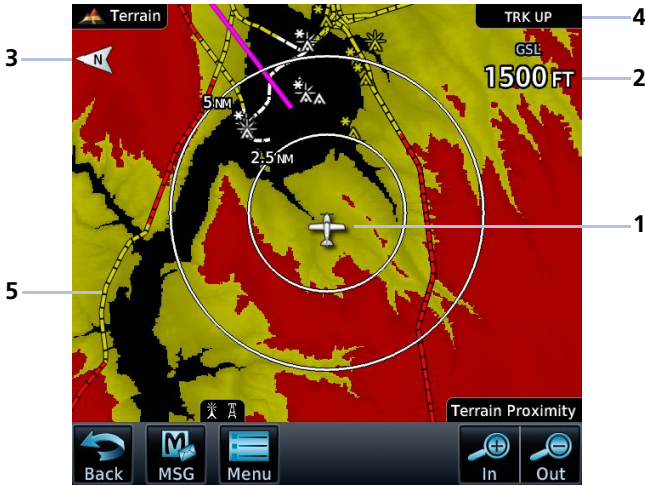 Terrain
TRK UP
4
GSL
3
N
1500 FT
2
5 NM
2.5 NM
1
5
Terrain Proximity
Back
MSG
Menu
In
Out